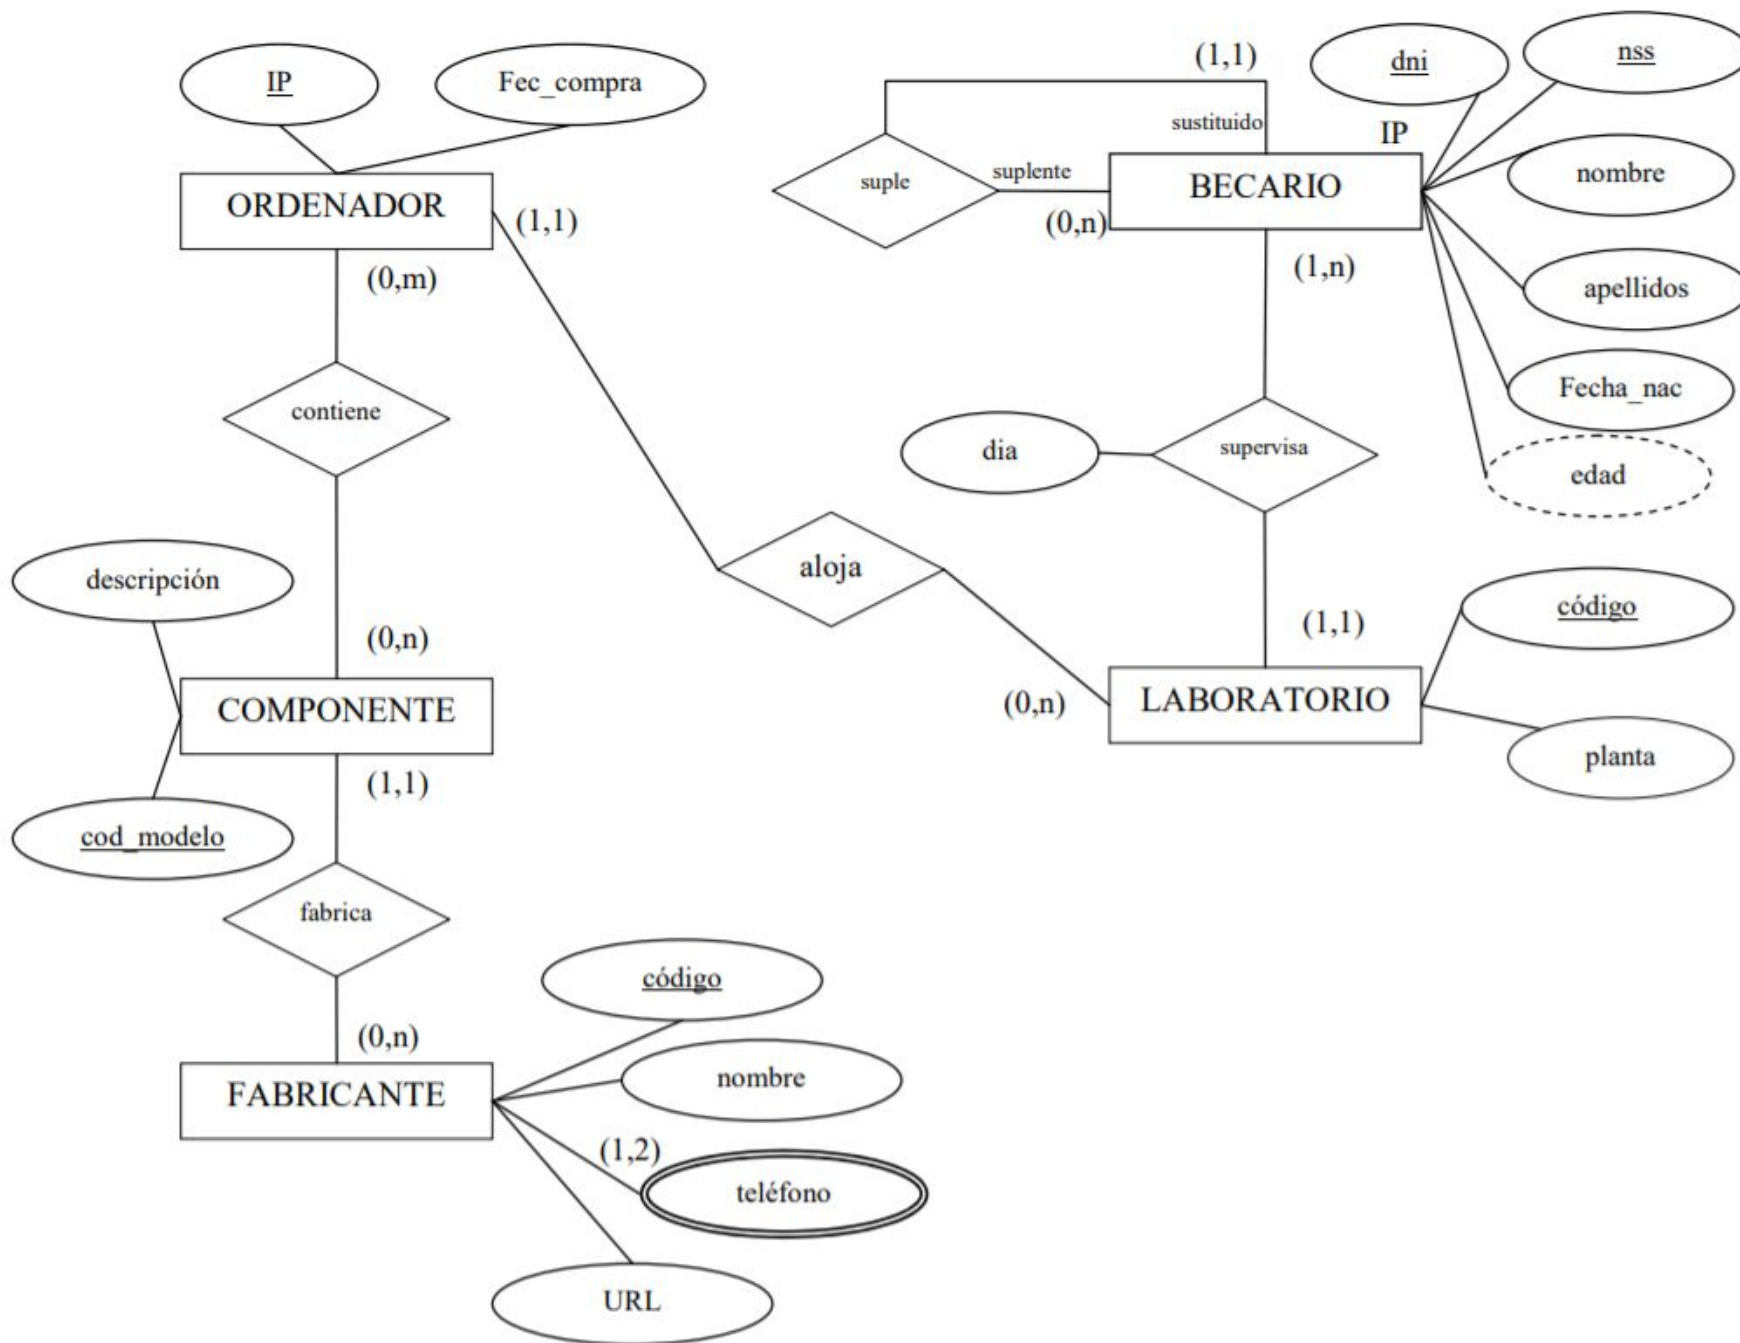 IP
Fec_compra
ORDENADOR
(1,1)
(0,m)
contiene
descripción
(0,n)
COMPONENTE
(1,1)
cod_modelo
fabrica
(0,n)
FABRICANTE
código
nombre
(1,2)
teléfono
URL
aloja
(1,1)
sustituido
suple
suplente
(0,n)
IP
BECARIO
dni
nss
nombre
apellidos
Fecha_nac
edad
(1,n)
dia
supervisa
(1,1)
(0,n)
LABORATORIO
código
planta